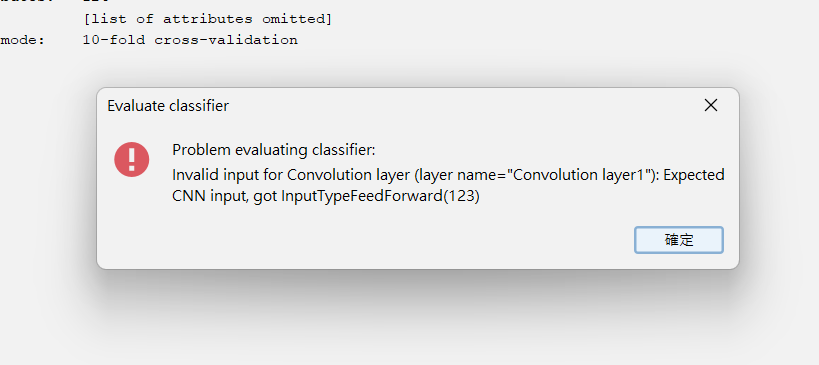 [list of attributes omitted]
mode: 10-fold cross-validation
Evaluate classifier
Problem evaluating classifier:
Invalid input for Convolution layer (layer name="Convolution layer1"): Expected
CNN input, got InputTypeFeedForward(123)
確定